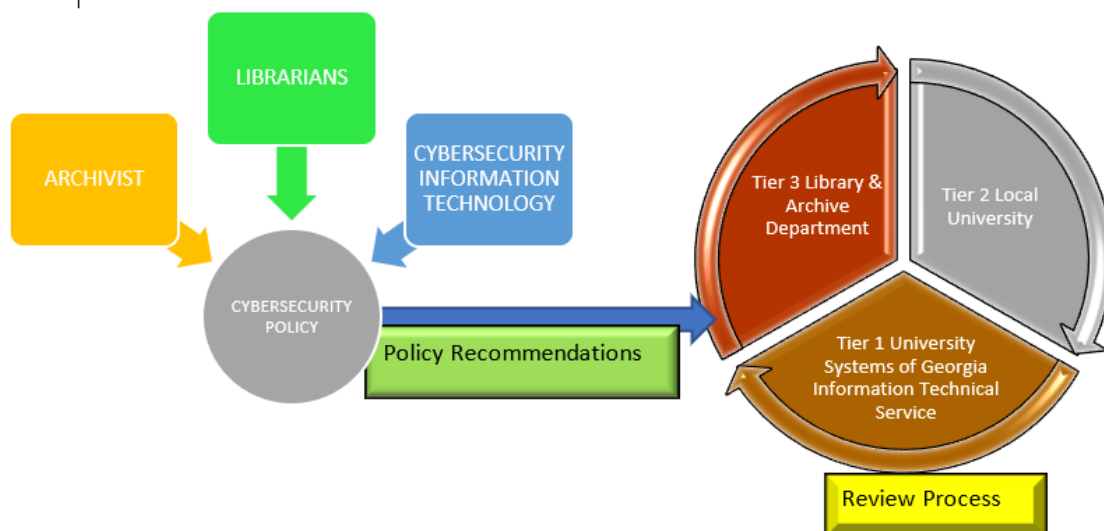 LIBRARIANS
ARCHIVIST
CYBERSECURITY
INFORMATION
TECHNOLOGY
CYBERSECURITY
POLICY
Policy Recommendations
Tier 3 Library &
Archive
Department
Tier 2 Local
University
Tier 1 University
Systems of Georgia
Information Technical
Service
Review Process